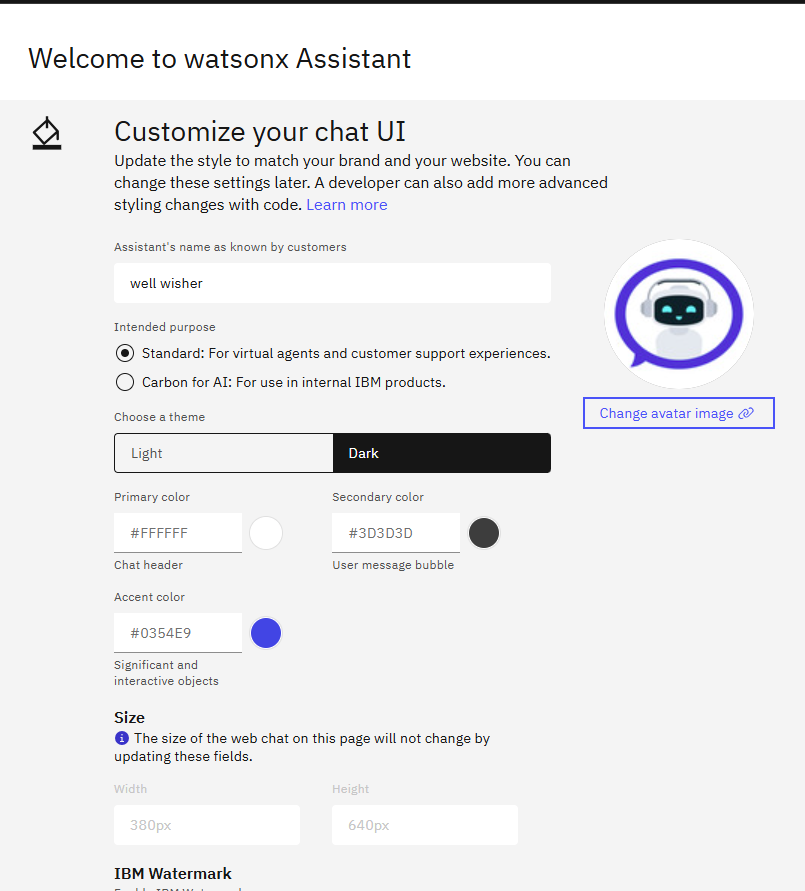 Welcome to watsonx Assistant
Customize your chat UI
Update the style to match your brand and your website. You can
change these settings later. A developer can also add more advanced
styling changes with code. Learn more
Assistant's name as known by customers
well wisher
Intended purpose
Standard: For virtual agents and customer support experiences.
Carbon for AI: For use in internal IBM products.
Change avatar image
Choose a theme
Light Dark
Primary color Secondary color
#FFFFFF #3D3D3D
Chat header User message bubble
Accent color
#0354E9
Significant and
interactive objects
Size
The size of the web chat on this page will not change by
updating these fields.
Width Height
380px 640px
IBM Watermark